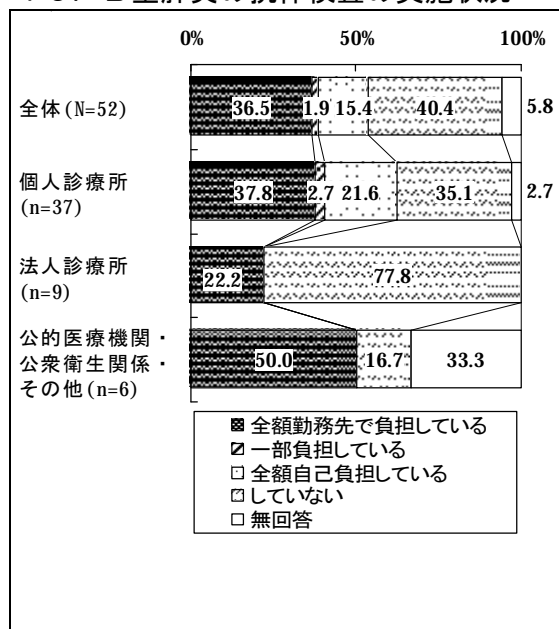 0% 50% 100%
全体(N=52) 36.5 1.9 15.4 40.4 5.8
個人診療所
(n=37) 37.8 2.7 21.6 35.1 2.7
法人診療所
(n=9) 22.2 77.8
公的医療機関・
公衆衛生関係・
その他(n=6) 50.0 16.7 33.3
全額勤務先で負担している
一部負担している
全額自己負担している
していない
無回答